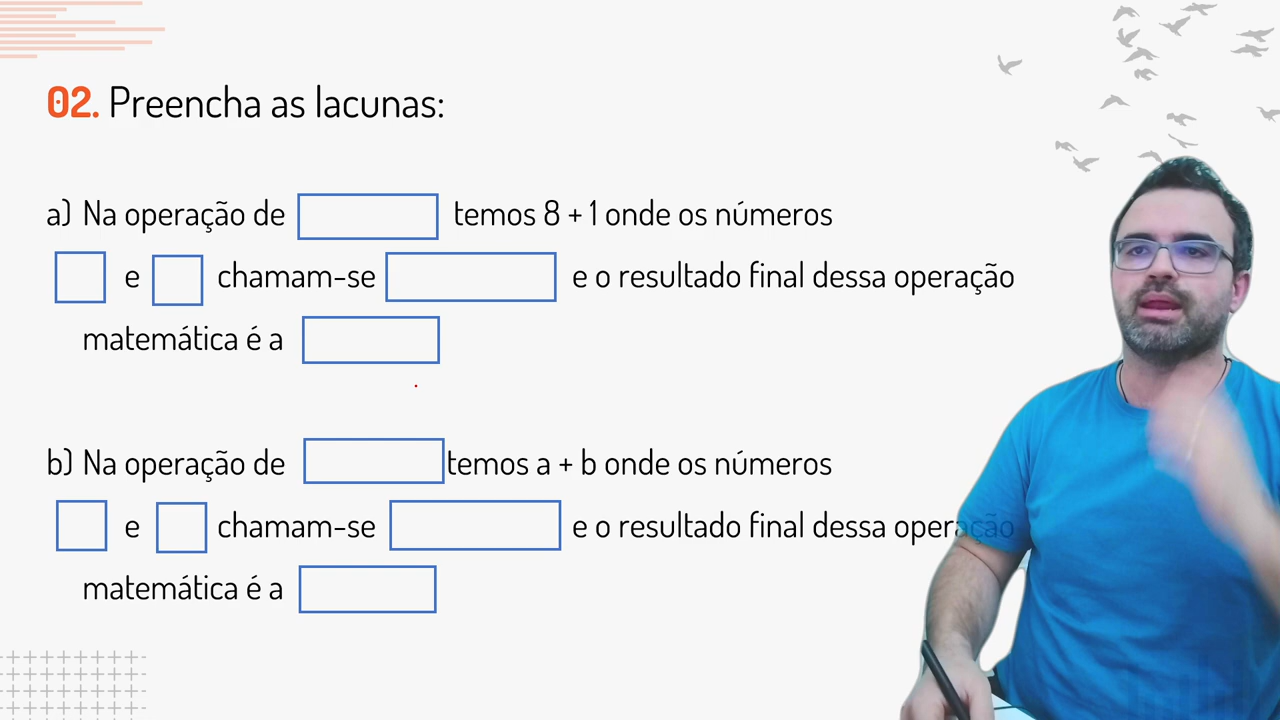 02. Preencha as lacunas:
a) Na operação de temos 8 + 1 onde os números
e chamam-se e o resultado final dessa operação
matemática é a
b) Na operação de temos a + b onde os números
e chamam-se e o resultado final dessa operação
matemática é a